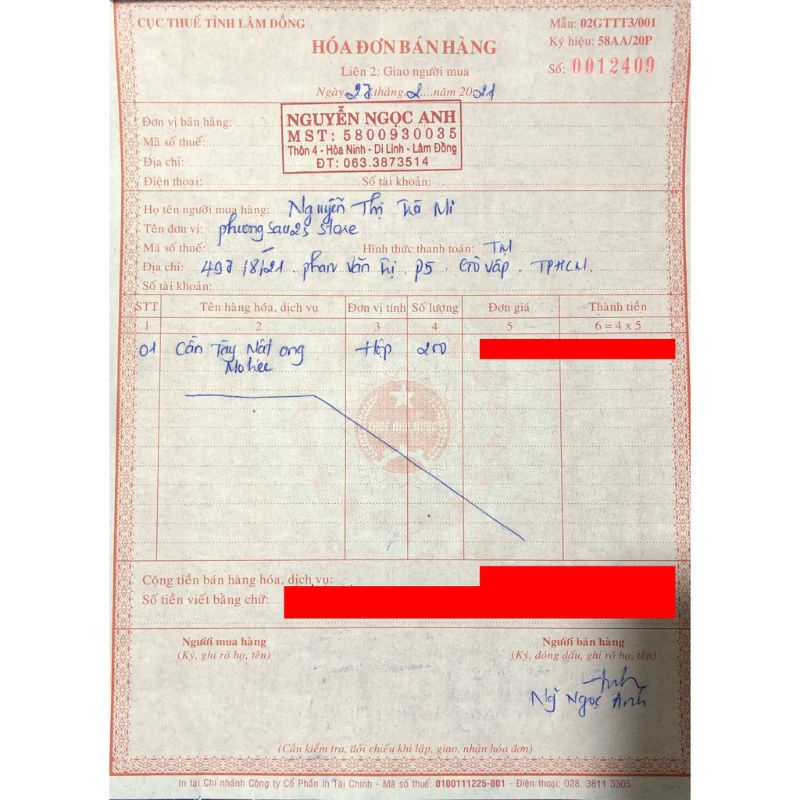 CỤC THUẾ TỈNH LÂM ĐỒNG
Mẫu: 02GTTT3/001
HÓA ĐƠN BÁN HÀNG
Ký hiệu: 58AA/20P
Liên 2: Giao người mua
Số: 0012409
Ngày 27 tháng 2 năm 2021
Đơn vị bán hàng:
NGUYỄN NGỌC ANH
Mã số thuế:
MST: 5800930035
Địa chỉ:
Thôn 4 - Hòa Ninh - Di Linh - Lâm Đồng
ĐT: 063.3873514
Điện thoại: Số tài khoản:
Họ tên người mua hàng: Nguyễn Thị Trà Mi
Tên đơn vị: phuongsau25 Store
Mã số thuế: Hình thức thanh toán: TM
Địa chỉ: 497/8/21. phan Văn Trị. P5. Gò Vấp. TPHCM.
Số tài khoản:
STT Tên hàng hóa, dịch vụ Đơn vị tính Số lượng Đơn giá Thành tiền
1 2 3 4 5 6 = 4 x 5
01 Cần Tây Mật ong Hộp 200
Motree
THUẾ NHÀ NƯỚC
Cộng tiền bán hàng hóa, dịch vụ:
Số tiền viết bằng chữ:
Người mua hàng Người bán hàng
(Ký, ghi rõ họ, tên) (Ký, đóng dấu, ghi rõ họ, tên)
Anh
Ng̃ Ngọc Anh
(Cần kiểm tra, đối chiếu khi lập, giao, nhận hóa đơn)
In tại Chi nhánh Công ty Cổ Phần In Tài Chính - Mã số thuế: 0100111225-001 - Điện thoại: 028. 3811 3305